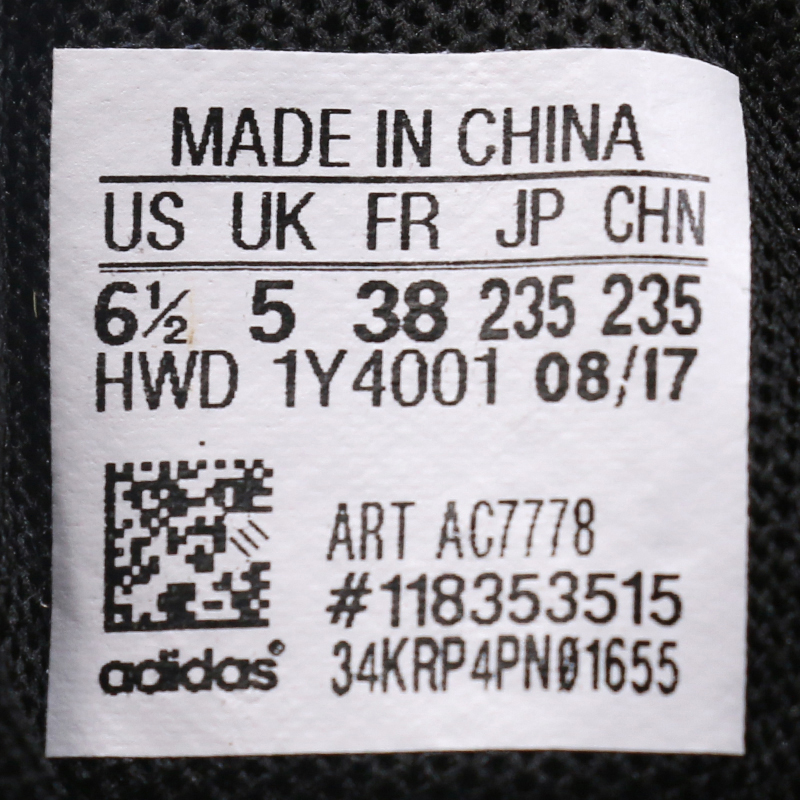 MADE IN CHINA
US UK FR JP CHN
6½ 5 38 235 235
HWD 1Y4001 08/17
ART AC7778
#118353515
adidas® 34KRP4PN01655